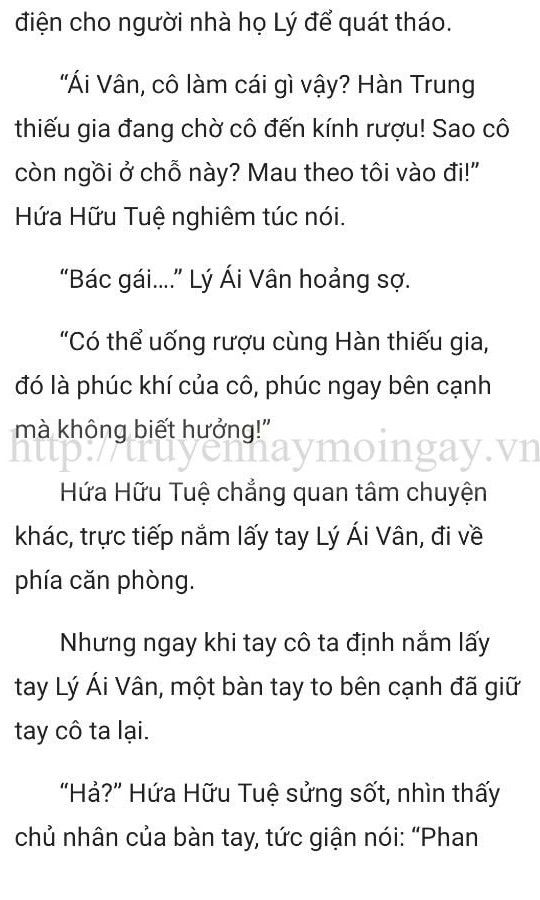 điện cho người nhà họ Lý để quát tháo.
“Ái Vân, cô làm cái gì vậy? Hàn Trung
thiếu gia đang chờ cô đến kính rượu! Sao cô
còn ngồi ở chỗ này? Mau theo tôi vào đi!”
Hứa Hữu Tuệ nghiêm túc nói.
“Bác gái....” Lý Ái Vân hoảng sợ.
“Có thể uống rượu cùng Hàn thiếu gia,
đó là phúc khí của cô, phúc ngay bên cạnh
mà không biết hưởng!”
http://truyenhaymoingay.vn
Hứa Hữu Tuệ chẳng quan tâm chuyện
khác, trực tiếp nắm lấy tay Lý Ái Vân, đi về
phía căn phòng.
Nhưng ngay khi tay cô ta định nắm lấy
tay Lý Ái Vân, một bàn tay to bên cạnh đã giữ
tay cô ta lại.
“Hả?” Hứa Hữu Tuệ sửng sốt, nhìn thấy
chủ nhân của bàn tay, tức giận nói: “Phan